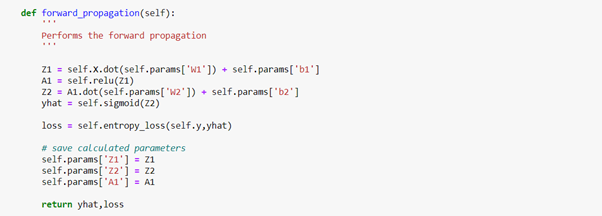 def forward_propagation(self):
'''
Performs the forward propagation
'''
Z1 = self.X.dot(self.params['W1']) + self.params['b1']
A1 = self.relu(Z1)
Z2 = A1.dot(self.params['W2']) + self.params['b2']
yhat = self.sigmoid(Z2)
loss = self.entropy_loss(self.y,yhat)
# save calculated parameters
self.params['Z1'] = Z1
self.params['Z2'] = Z2
self.params['A1'] = A1
return yhat,loss